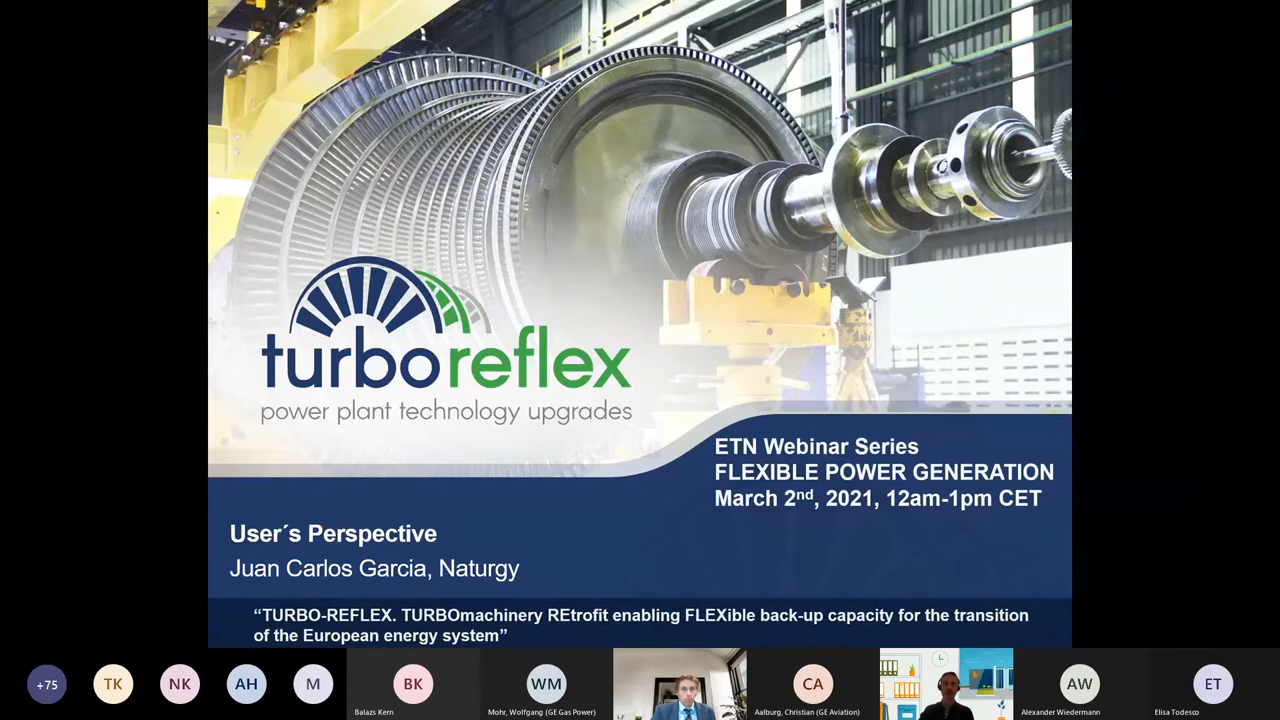 turboreflex
power plant technology upgrades
ETN Webinar Series
FLEXIBLE POWER GENERATION
March 2nd, 2021, 12am-1pm CET
User´s Perspective
Juan Carlos Garcia, Naturgy
“TURBO-REFLEX. TURBOmachinery REtrofit enabling FLEXible back-up capacity for the transition
of the European energy system”
+75
TK
NK
AH
M
BK
WM
CA
AW
ET
Balazs Kern
Mohr, Wolfgang (GE Gas Power)
Aalburg, Christian (GE Aviation)
Alexander Wiedermann
Elisa Todesco